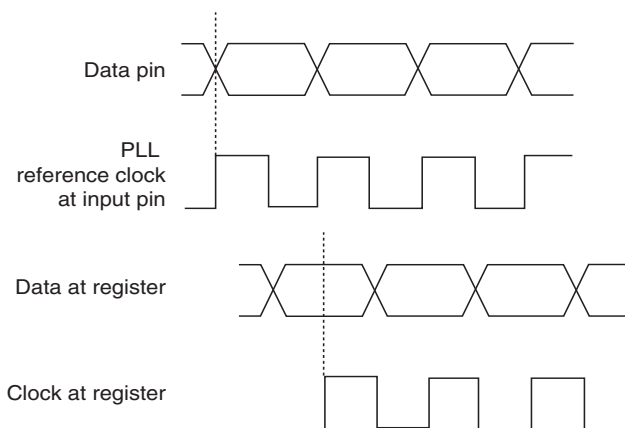 Data pin
PLL
reference clock
at input pin
Data at register
Clock at register